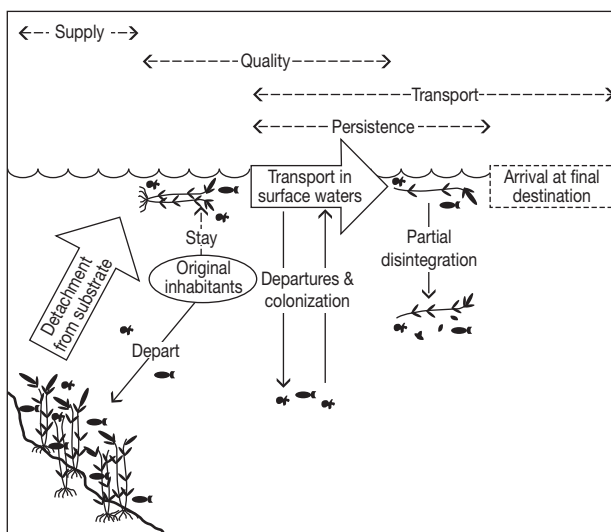 Supply
Quality
Transport
Persistence
Transport in
surface waters
Arrival at final
destination
Detachment
from substrate
Stay
Original
inhabitants
Depart
Departures &
colonization
Partial
disintegration